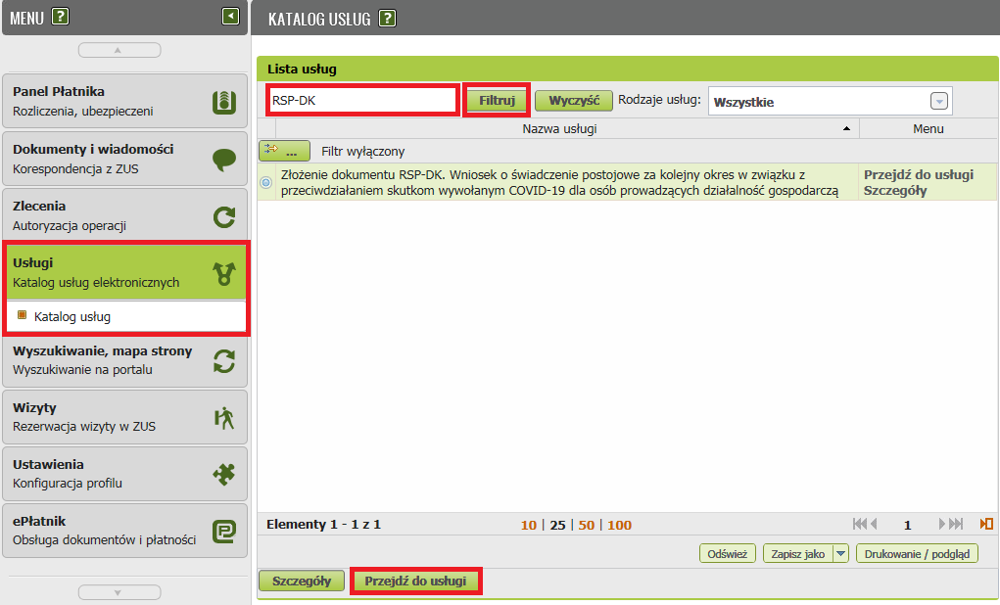 MENU ?
KATALOG USŁUG ?
Panel Płatnika
Rozliczenia, ubezpieczeni
Dokumenty i wiadomości
Korespondencja z ZUS
Zlecenia
Autoryzacja operacji
Usługi
Katalog usług elektronicznych
Katalog usług
Wyszukiwanie, mapa strony
Wyszukiwanie na portalu
Wizyty
Rezerwacja wizyty w ZUS
Ustawienia
Konfiguracja profilu
ePłatnik
Obsługa dokumentów i płatności
Lista usług
RSP-DK Filtruj Wyczyść Rodzaje usług: Wszystkie
Nazwa usługi Menu
... Filtr wyłączony
Złożenie dokumentu RSP-DK. Wniosek o świadczenie postojowe za kolejny okres w związku z Przejdź do usługi
przeciwdziałaniem skutkom wywołanym COVID-19 dla osób prowadzących działalność gospodarczą Szczegóły
Elementy 1 - 1 z 1 10 | 25 | 50 | 100 1
Odśwież Zapisz jako Drukowanie / podgląd
Szczegóły Przejdź do usługi